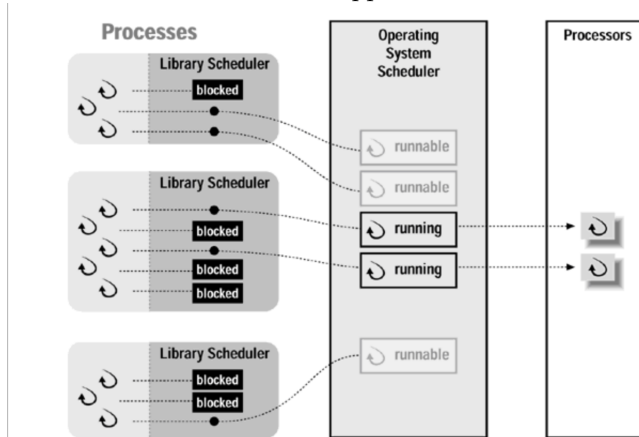 Processes
Operating
System
Scheduler
Processors
Library Scheduler
blocked
runnable
runnable
Library Scheduler
blocked
blocked
blocked
running
running
Library Scheduler
blocked
blocked
runnable